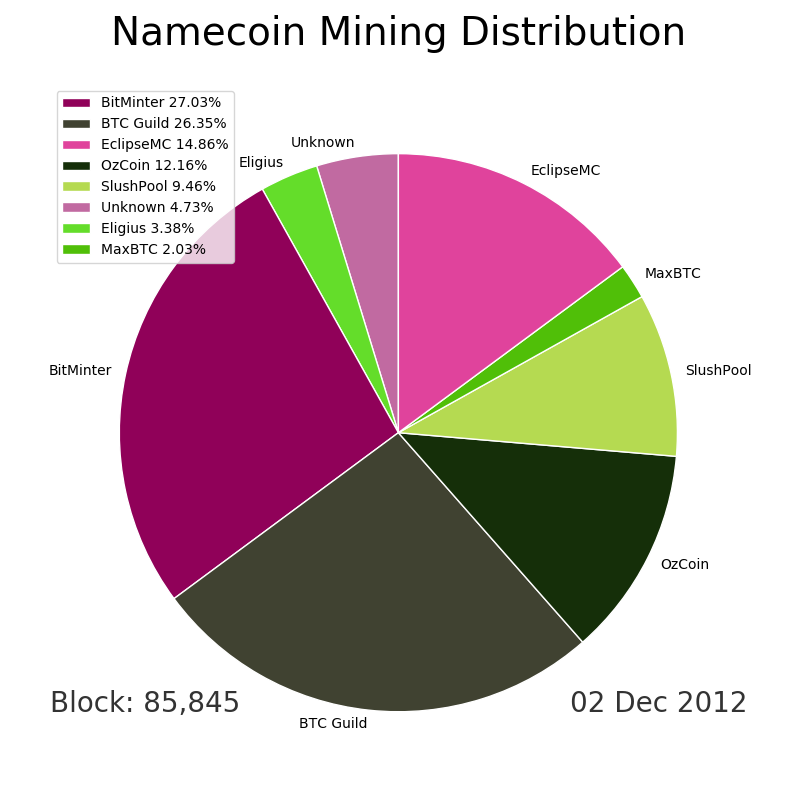 Namecoin Mining Distribution
BitMinter 27.03%
BTC Guild 26.35%
EclipseMC 14.86%
OzCoin 12.16%
SlushPool 9.46%
Unknown 4.73%
Eligius 3.38%
MaxBTC 2.03%
Unknown
Eligius
EclipseMC
MaxBTC
BitMinter
SlushPool
OzCoin
BTC Guild
Block: 85,845
02 Dec 2012